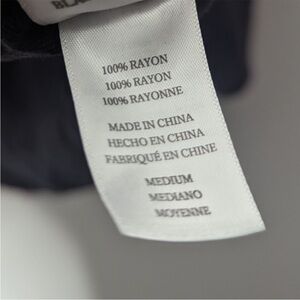 100% RAYON
100% RAYON
100% RAYONNE
MADE IN CHINA
HECHO EN CHINA
FABRIQUÉ EN CHINE
MEDIUM
MEDIANO
MOYENNE